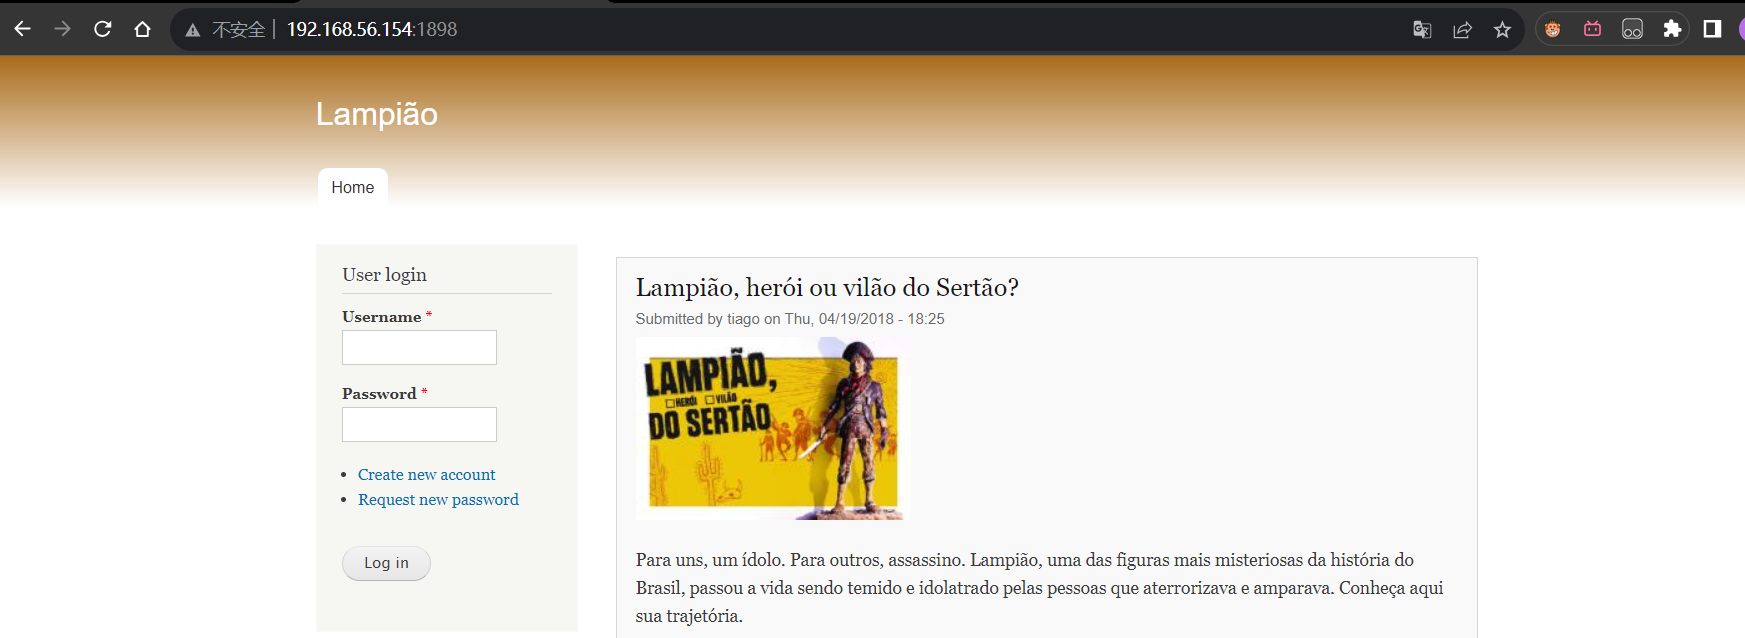 不安全 192.168.56.154:1898
Lampião
Home
User login
Username *
Password *
Create new account
Request new password
Log in
Lampião, herói ou vilão do Sertão?
Submitted by tiago on Thu, 04/19/2018 - 18:25
LAMPIÃO,
HERÓI VILÃO
DO SERTÃO
Para uns, um ídolo. Para outros, assassino. Lampião, uma das figuras mais misteriosas da história do
Brasil, passou a vida sendo temido e idolatrado pelas pessoas que aterrorizava e amparava. Conheça aqui
sua trajetória.